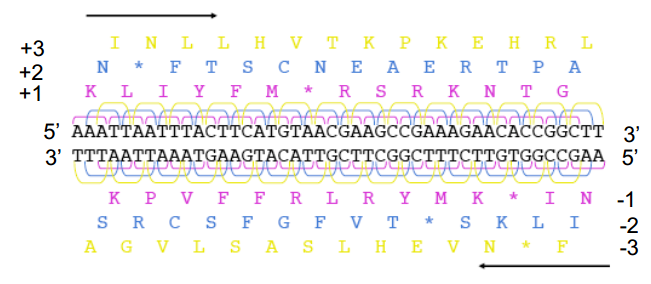 +3 I N L L H V T K P K E H R L
+2 N * F T S C N E A E R T P A
+1 K L I Y F M * R S R K N T G
5’ AAATTAATTTACTTCATGTAACGAAGCCGAAAGAACACCGGCTT 3’
3’ TTTAATTAAATGAAGTACATTGCTTCGGCTTTCTTGTGGCCGAA 5’
K P V F F R L R Y M K * I N -1
S R C S F G F V T * S K L I -2
A G V L S A S L H E V N * F -3